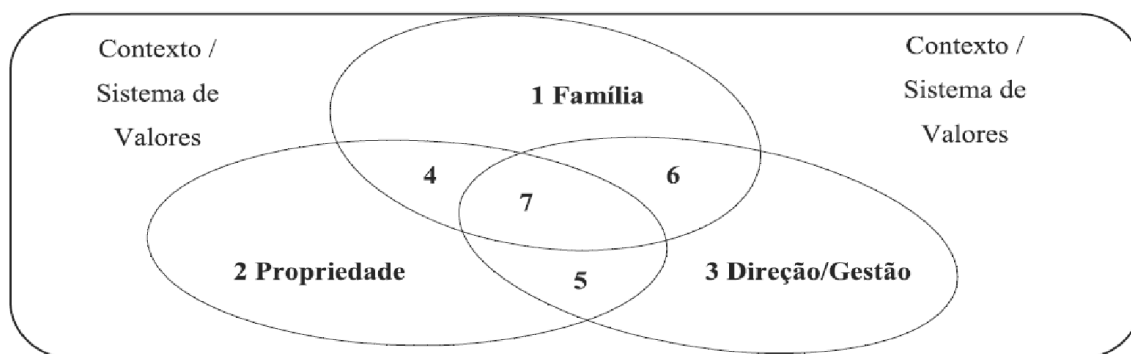 Contexto /
Sistema de
Valores
Contexto /
Sistema de
Valores
1 Família
4
6
7
2 Propriedade
5
3 Direção/Gestão